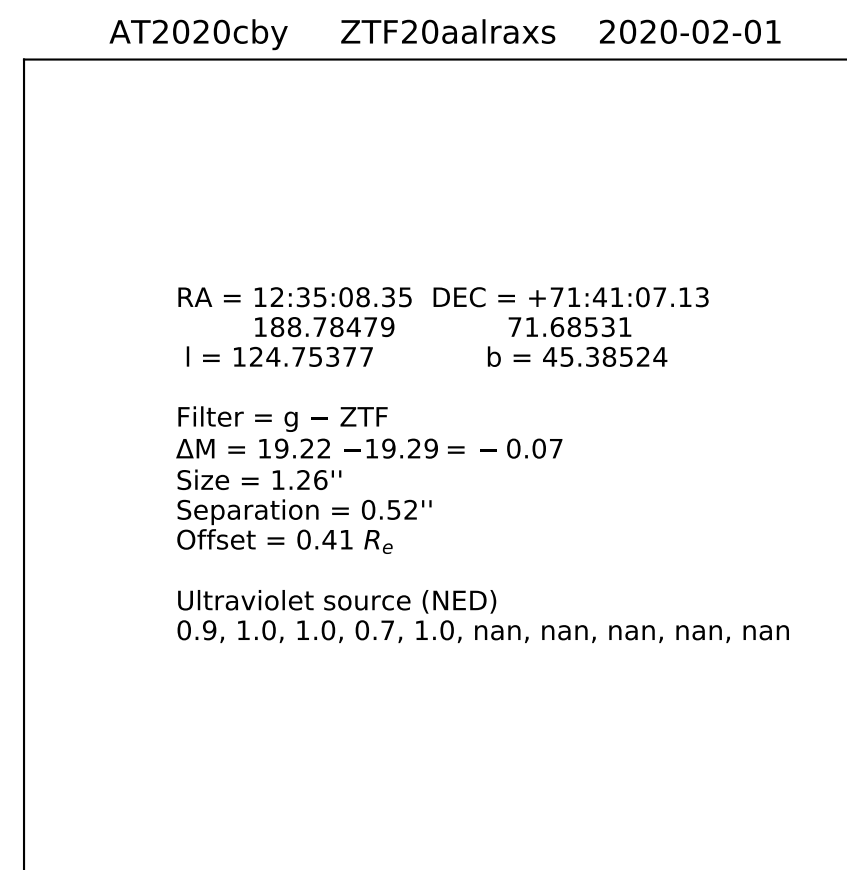 AT2020cby ZTF20aalraxs 2020-02-01
RA = 12:35:08.35 DEC = +71:41:07.13
188.78479 71.68531
l = 124.75377 b = 45.38524
Filter = g − ZTF
ΔM = 19.22 −19.29 = − 0.07
Size = 1.26''
Separation = 0.52''
Offset = 0.41 Re
Ultraviolet source (NED)
0.9, 1.0, 1.0, 0.7, 1.0, nan, nan, nan, nan, nan